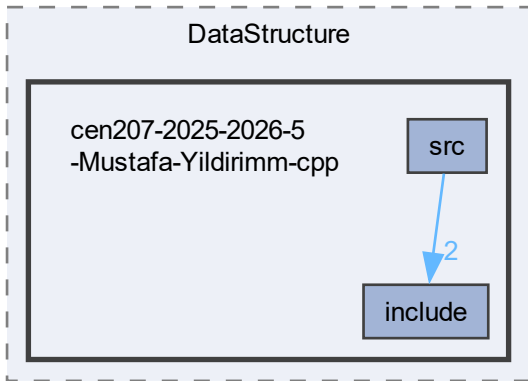 DataStructure
cen207-2025-2026-5
-Mustafa-Yildirimm-cpp
src
2
include